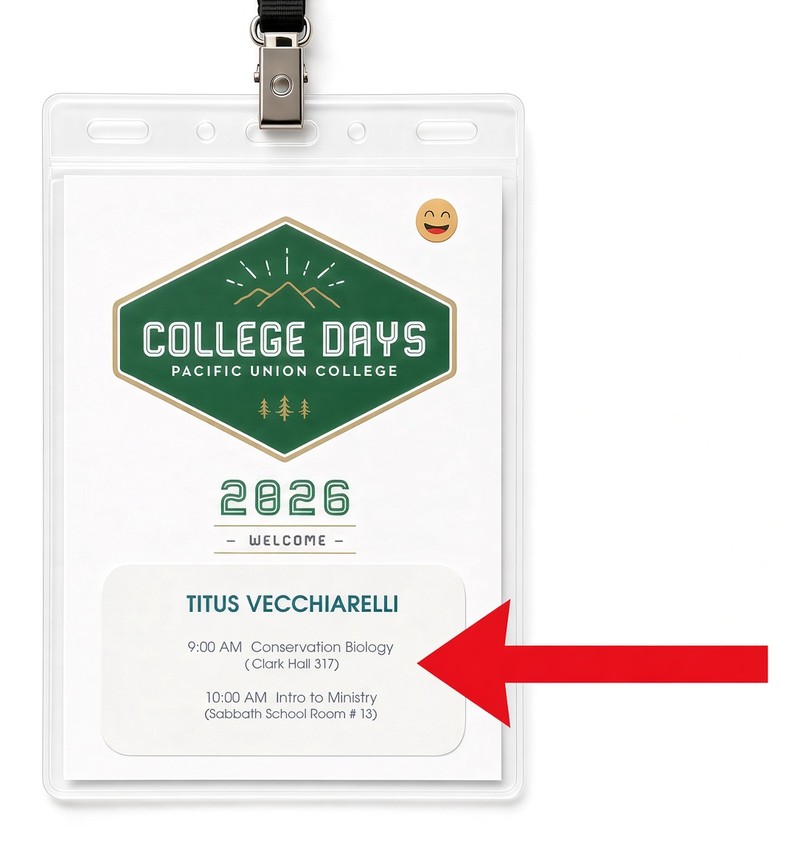 COLLEGE DAYS
PACIFIC UNION COLLEGE
2026
– WELCOME –
TITUS VECCHIARELLI
9:00 AM Conservation Biology
( Clark Hall 317)
10:00 AM Intro to Ministry
(Sabbath School Room # 13)